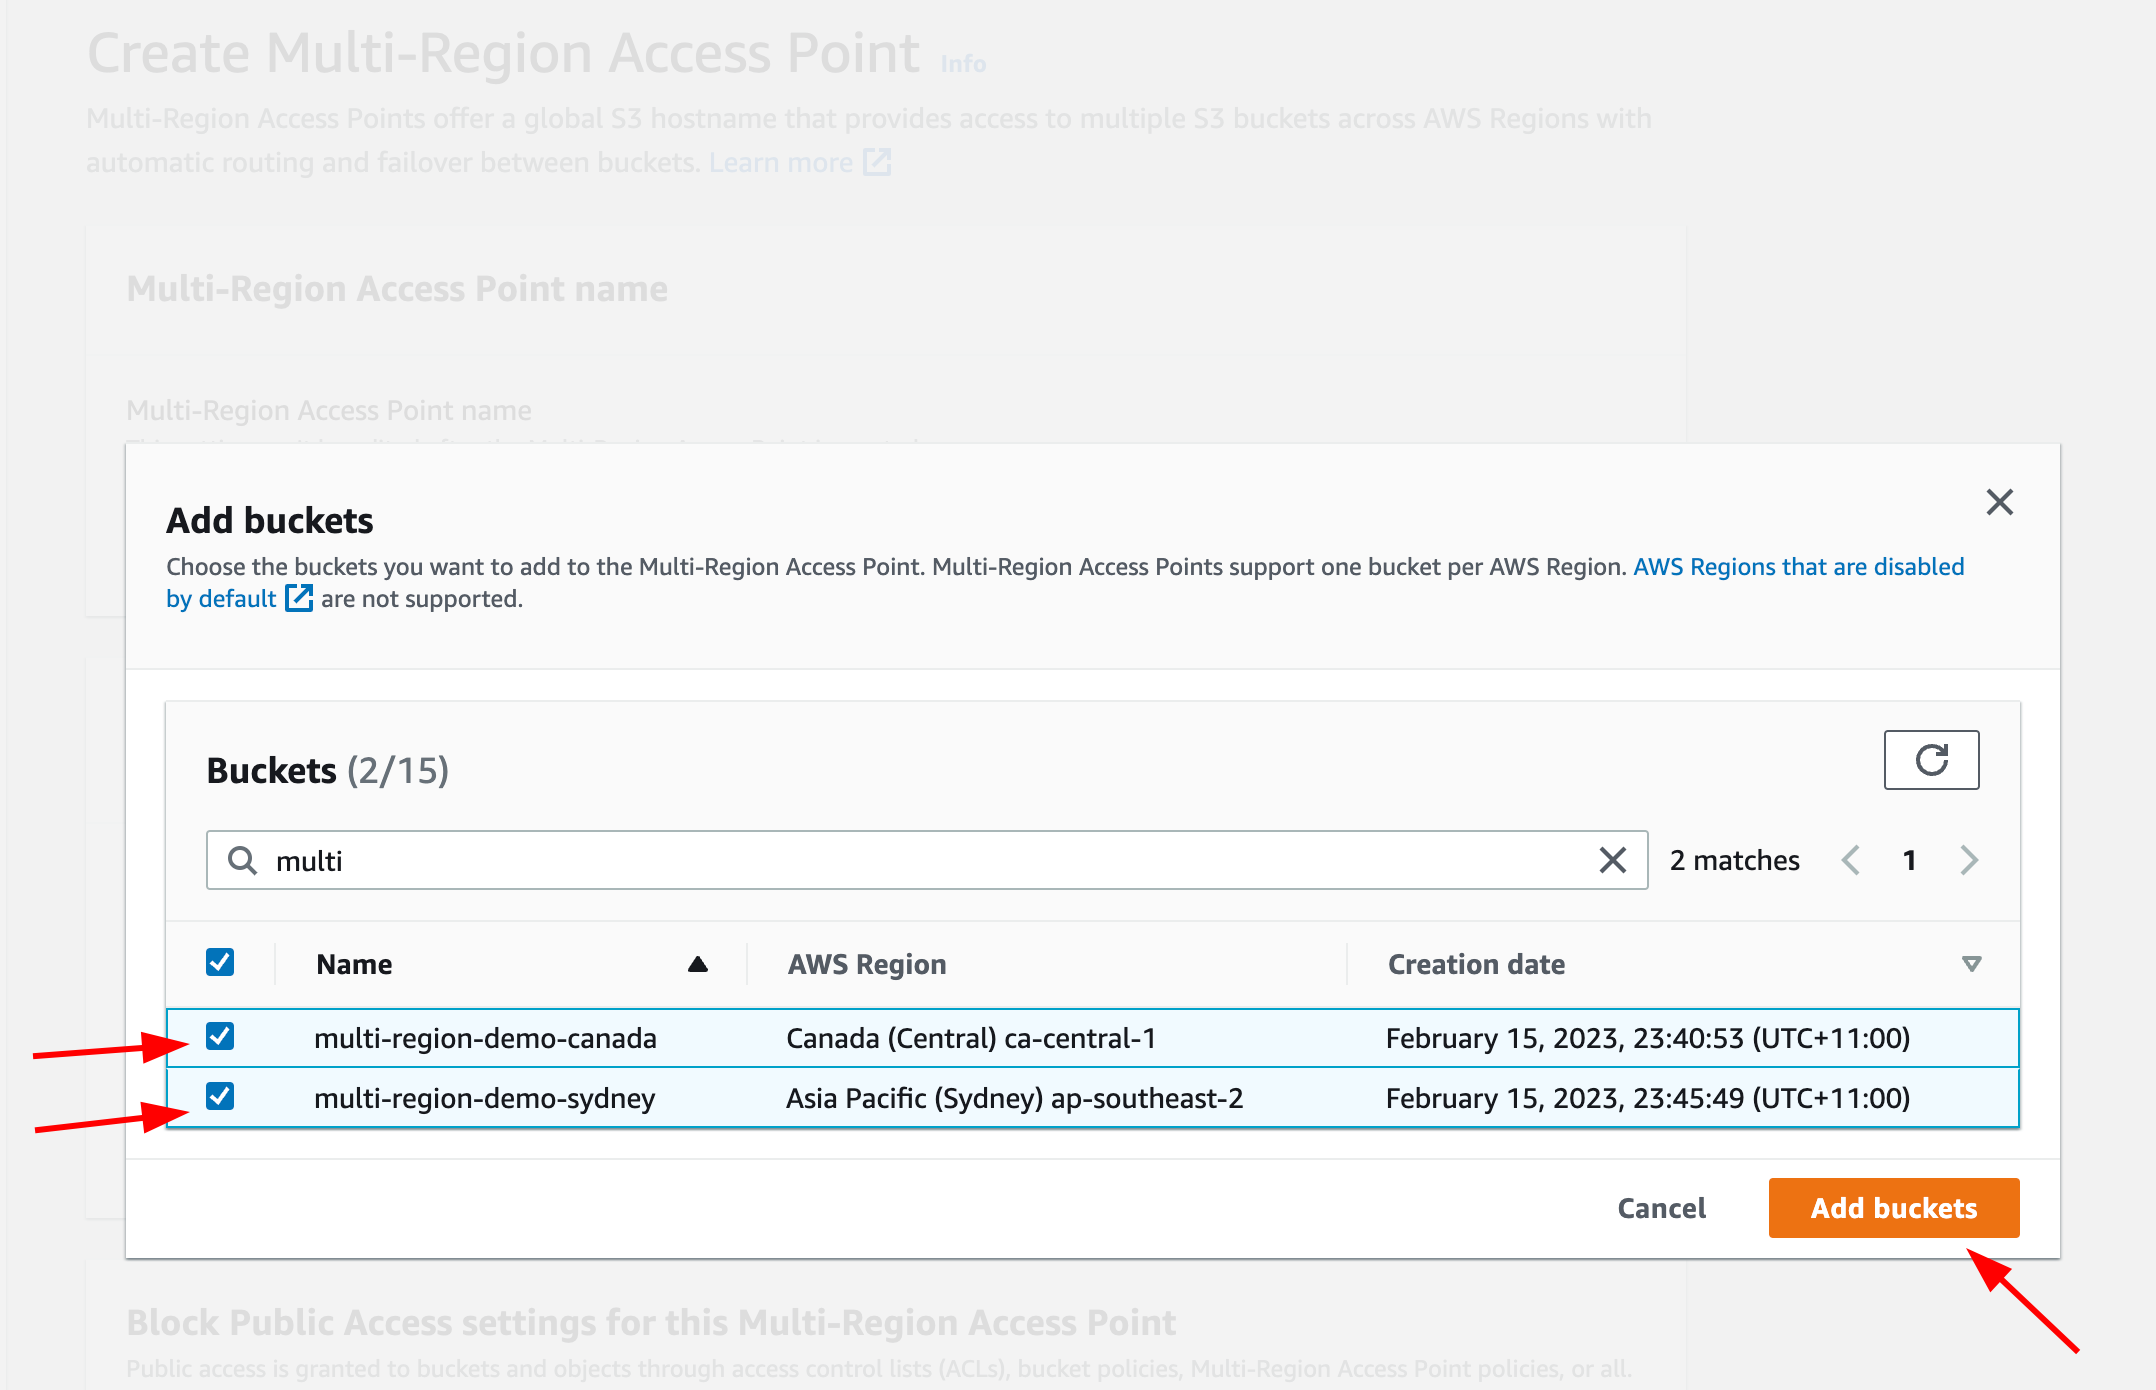 Create Multi-Region Access Point Info
Multi-Region Access Points offer a global S3 hostname that provides access to multiple S3 buckets across AWS Regions with
automatic routing and failover between buckets. Learn more
Multi-Region Access Point name
Multi-Region Access Point name
Add buckets
Choose the buckets you want to add to the Multi-Region Access Point. Multi-Region Access Points support one bucket per AWS Region. AWS Regions that are disabled
by default are not supported.
Buckets (2/15)
multi
2 matches 1
Name AWS Region Creation date
multi-region-demo-canada Canada (Central) ca-central-1 February 15, 2023, 23:40:53 (UTC+11:00)
multi-region-demo-sydney Asia Pacific (Sydney) ap-southeast-2 February 15, 2023, 23:45:49 (UTC+11:00)
Cancel Add buckets
Block Public Access settings for this Multi-Region Access Point
Public access is granted to buckets and objects through access control lists (ACLs), bucket policies, Multi-Region Access Point policies, or all.